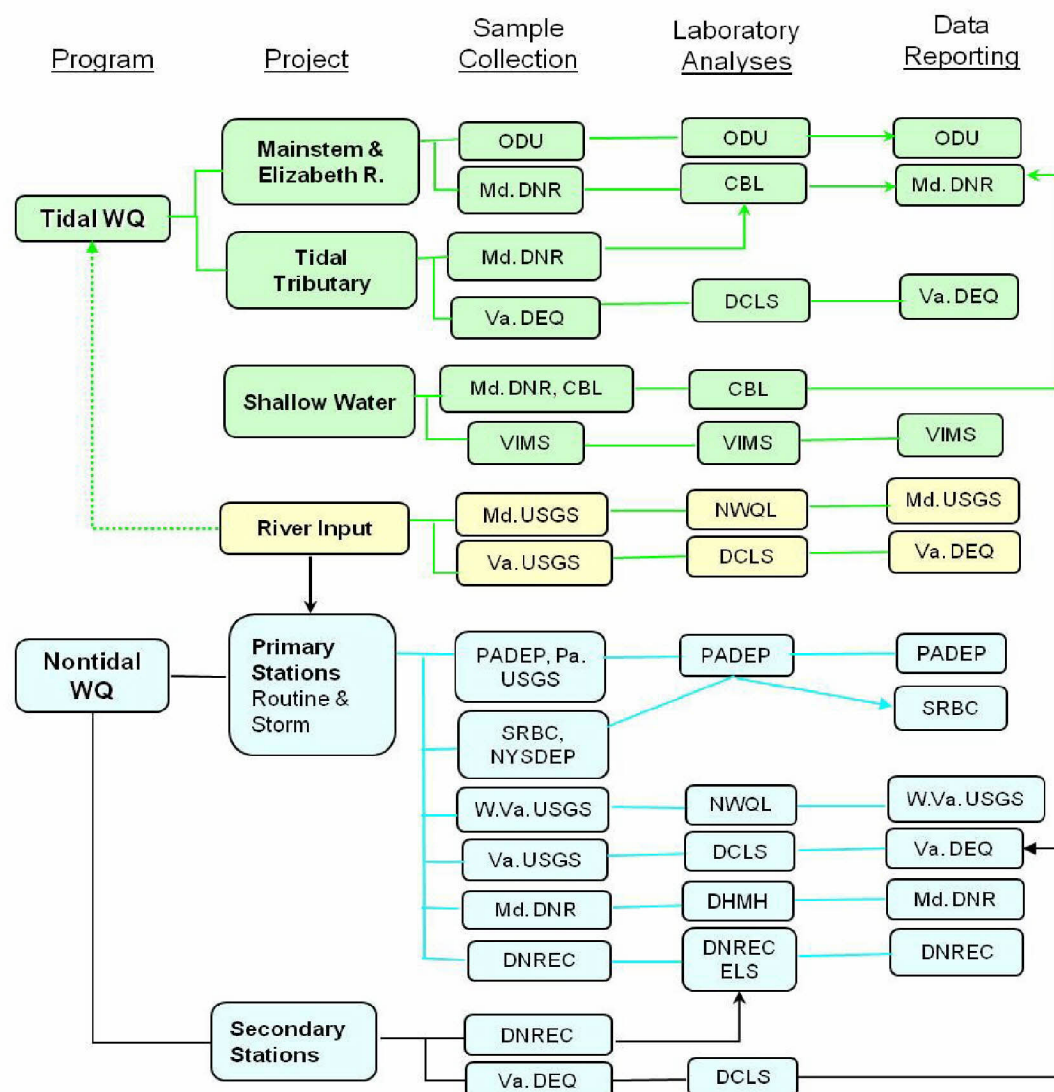 Program
Project
Sample
Collection
Laboratory
Analyses
Data
Reporting
Mainstem &
Elizabeth R.
ODU
ODU
ODU
Md. DNR
CBL
Md. DNR
Tidal WQ
Tidal
Tributary
Md. DNR
Va. DEQ
DCLS
Va. DEQ
Shallow Water
Md. DNR, CBL
CBL
VIMS
VIMS
VIMS
River Input
Md. USGS
NWQL
Md. USGS
Va. USGS
DCLS
Va. DEQ
Nontidal
WQ
Primary
Stations
Routine &
Storm
PADEP, Pa.
USGS
PADEP
PADEP
SRBC
SRBC,
NYSDEP
W.Va. USGS
NWQL
W.Va. USGS
Va. USGS
DCLS
Va. DEQ
Md. DNR
DHMH
Md. DNR
DNREC
DNREC
ELS
DNREC
Secondary
Stations
DNREC
Va. DEQ
DCLS